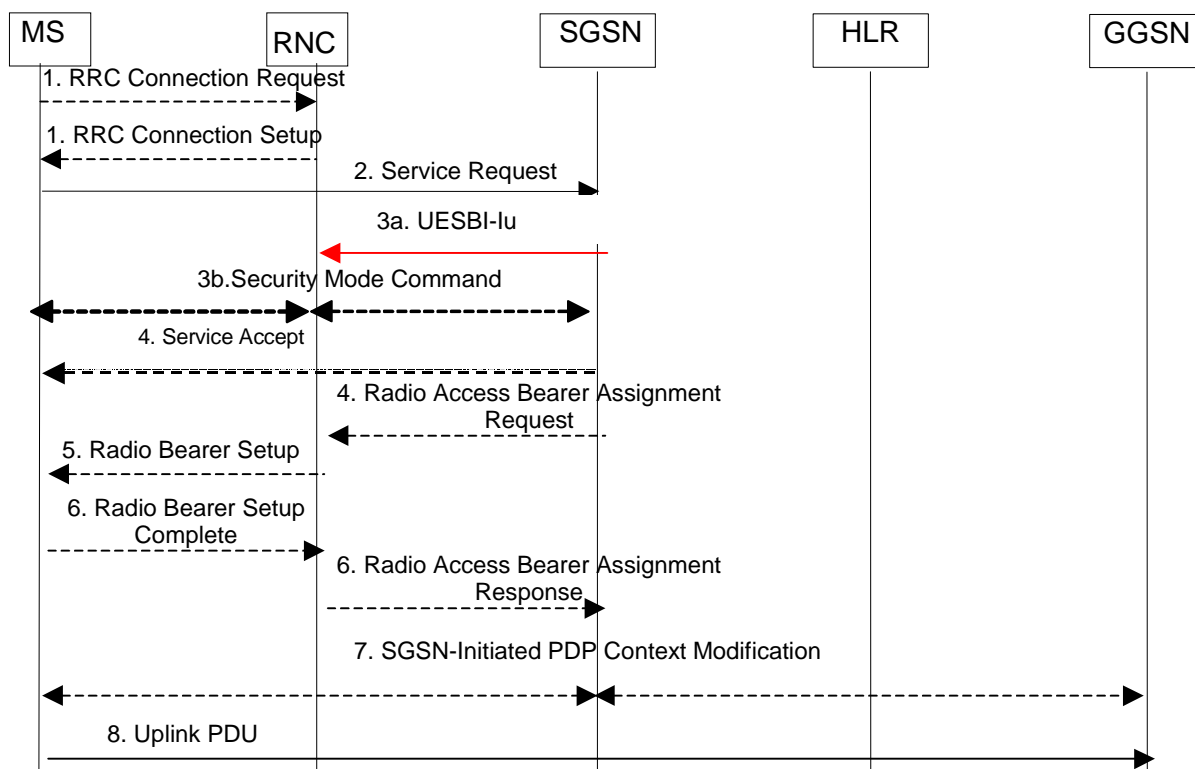 MS
RNC
SGSN
HLR
GGSN
1. RRC Connection Request
1. RRC Connection Setup
2. Service Request
3a. UESBI-Iu
3b.Security Mode Command
4. Service Accept
4. Radio Access Bearer Assignment
Request
5. Radio Bearer Setup
6. Radio Bearer Setup
Complete
6. Radio Access Bearer Assignment
Response
7. SGSN-Initiated PDP Context Modification
8. Uplink PDU